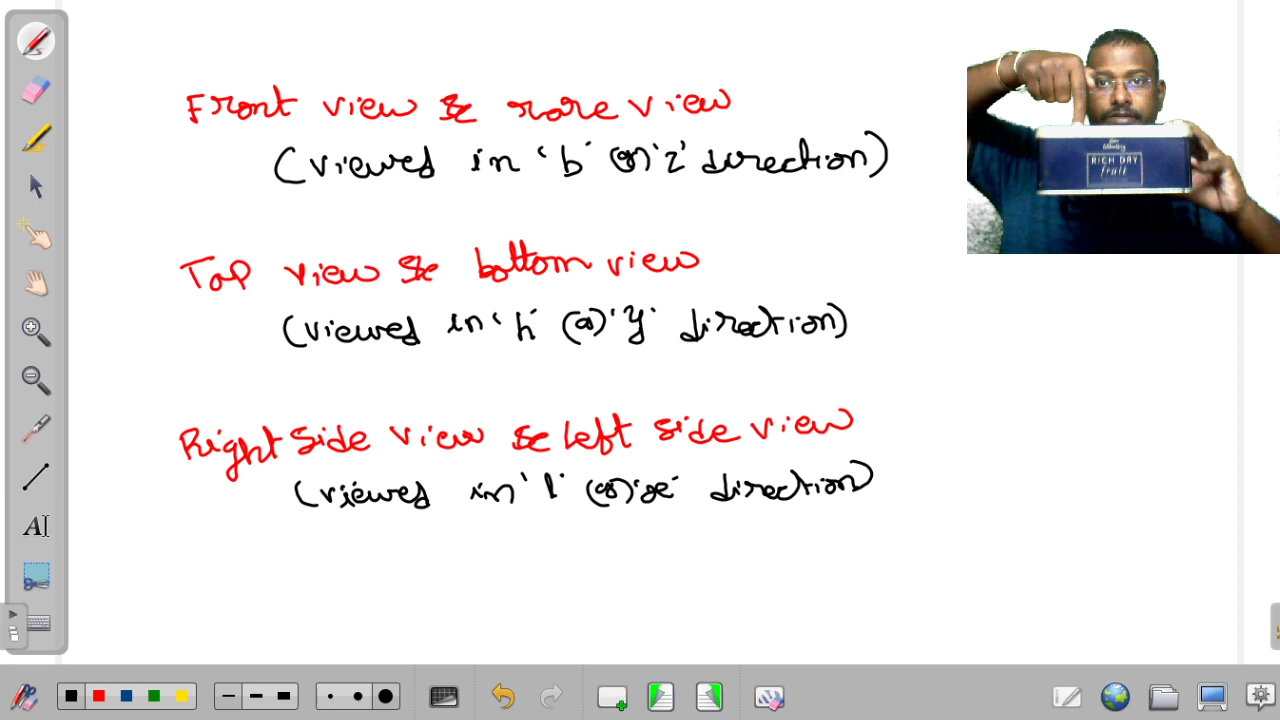 Front view & rare view
(viewed in 'b' (or) 'z' direction)
RICH DRY
fruit
Top view & bottom view
(viewed in 'h' (or) 'y' direction)
Right side view & left side view
(viewed in 'l' (or) 'x' direction)